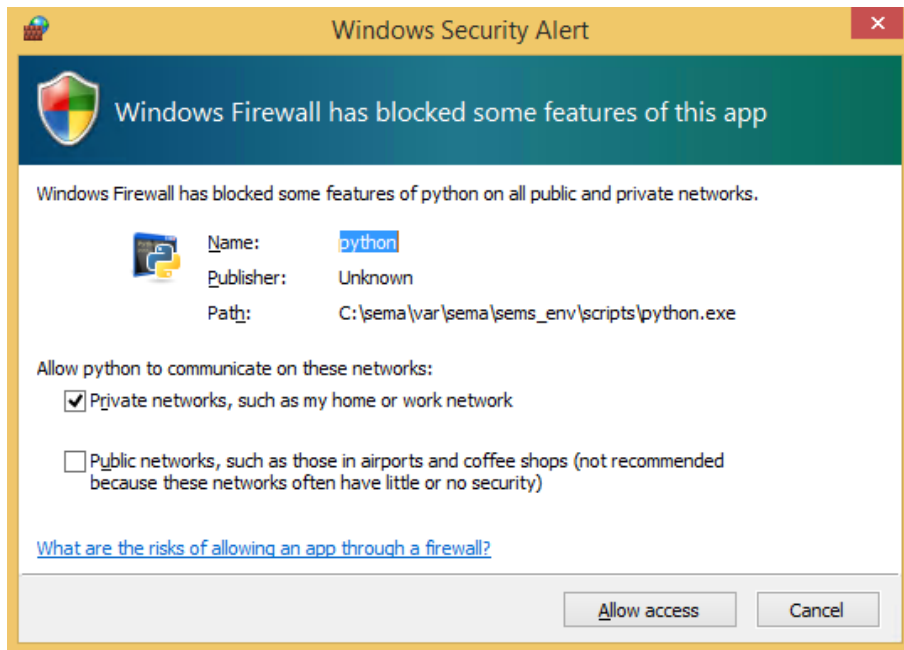 Windows Security Alert
Windows Firewall has blocked some features of this app
Windows Firewall has blocked some features of python on all public and private networks.
Name: python
Publisher: Unknown
Path: C:\sema\var\sema\sems_env\scripts\python.exe
Allow python to communicate on these networks:
Private networks, such as my home or work network
Public networks, such as those in airports and coffee shops (not recommended
because these networks often have little or no security)
What are the risks of allowing an app through a firewall?
Allow access Cancel